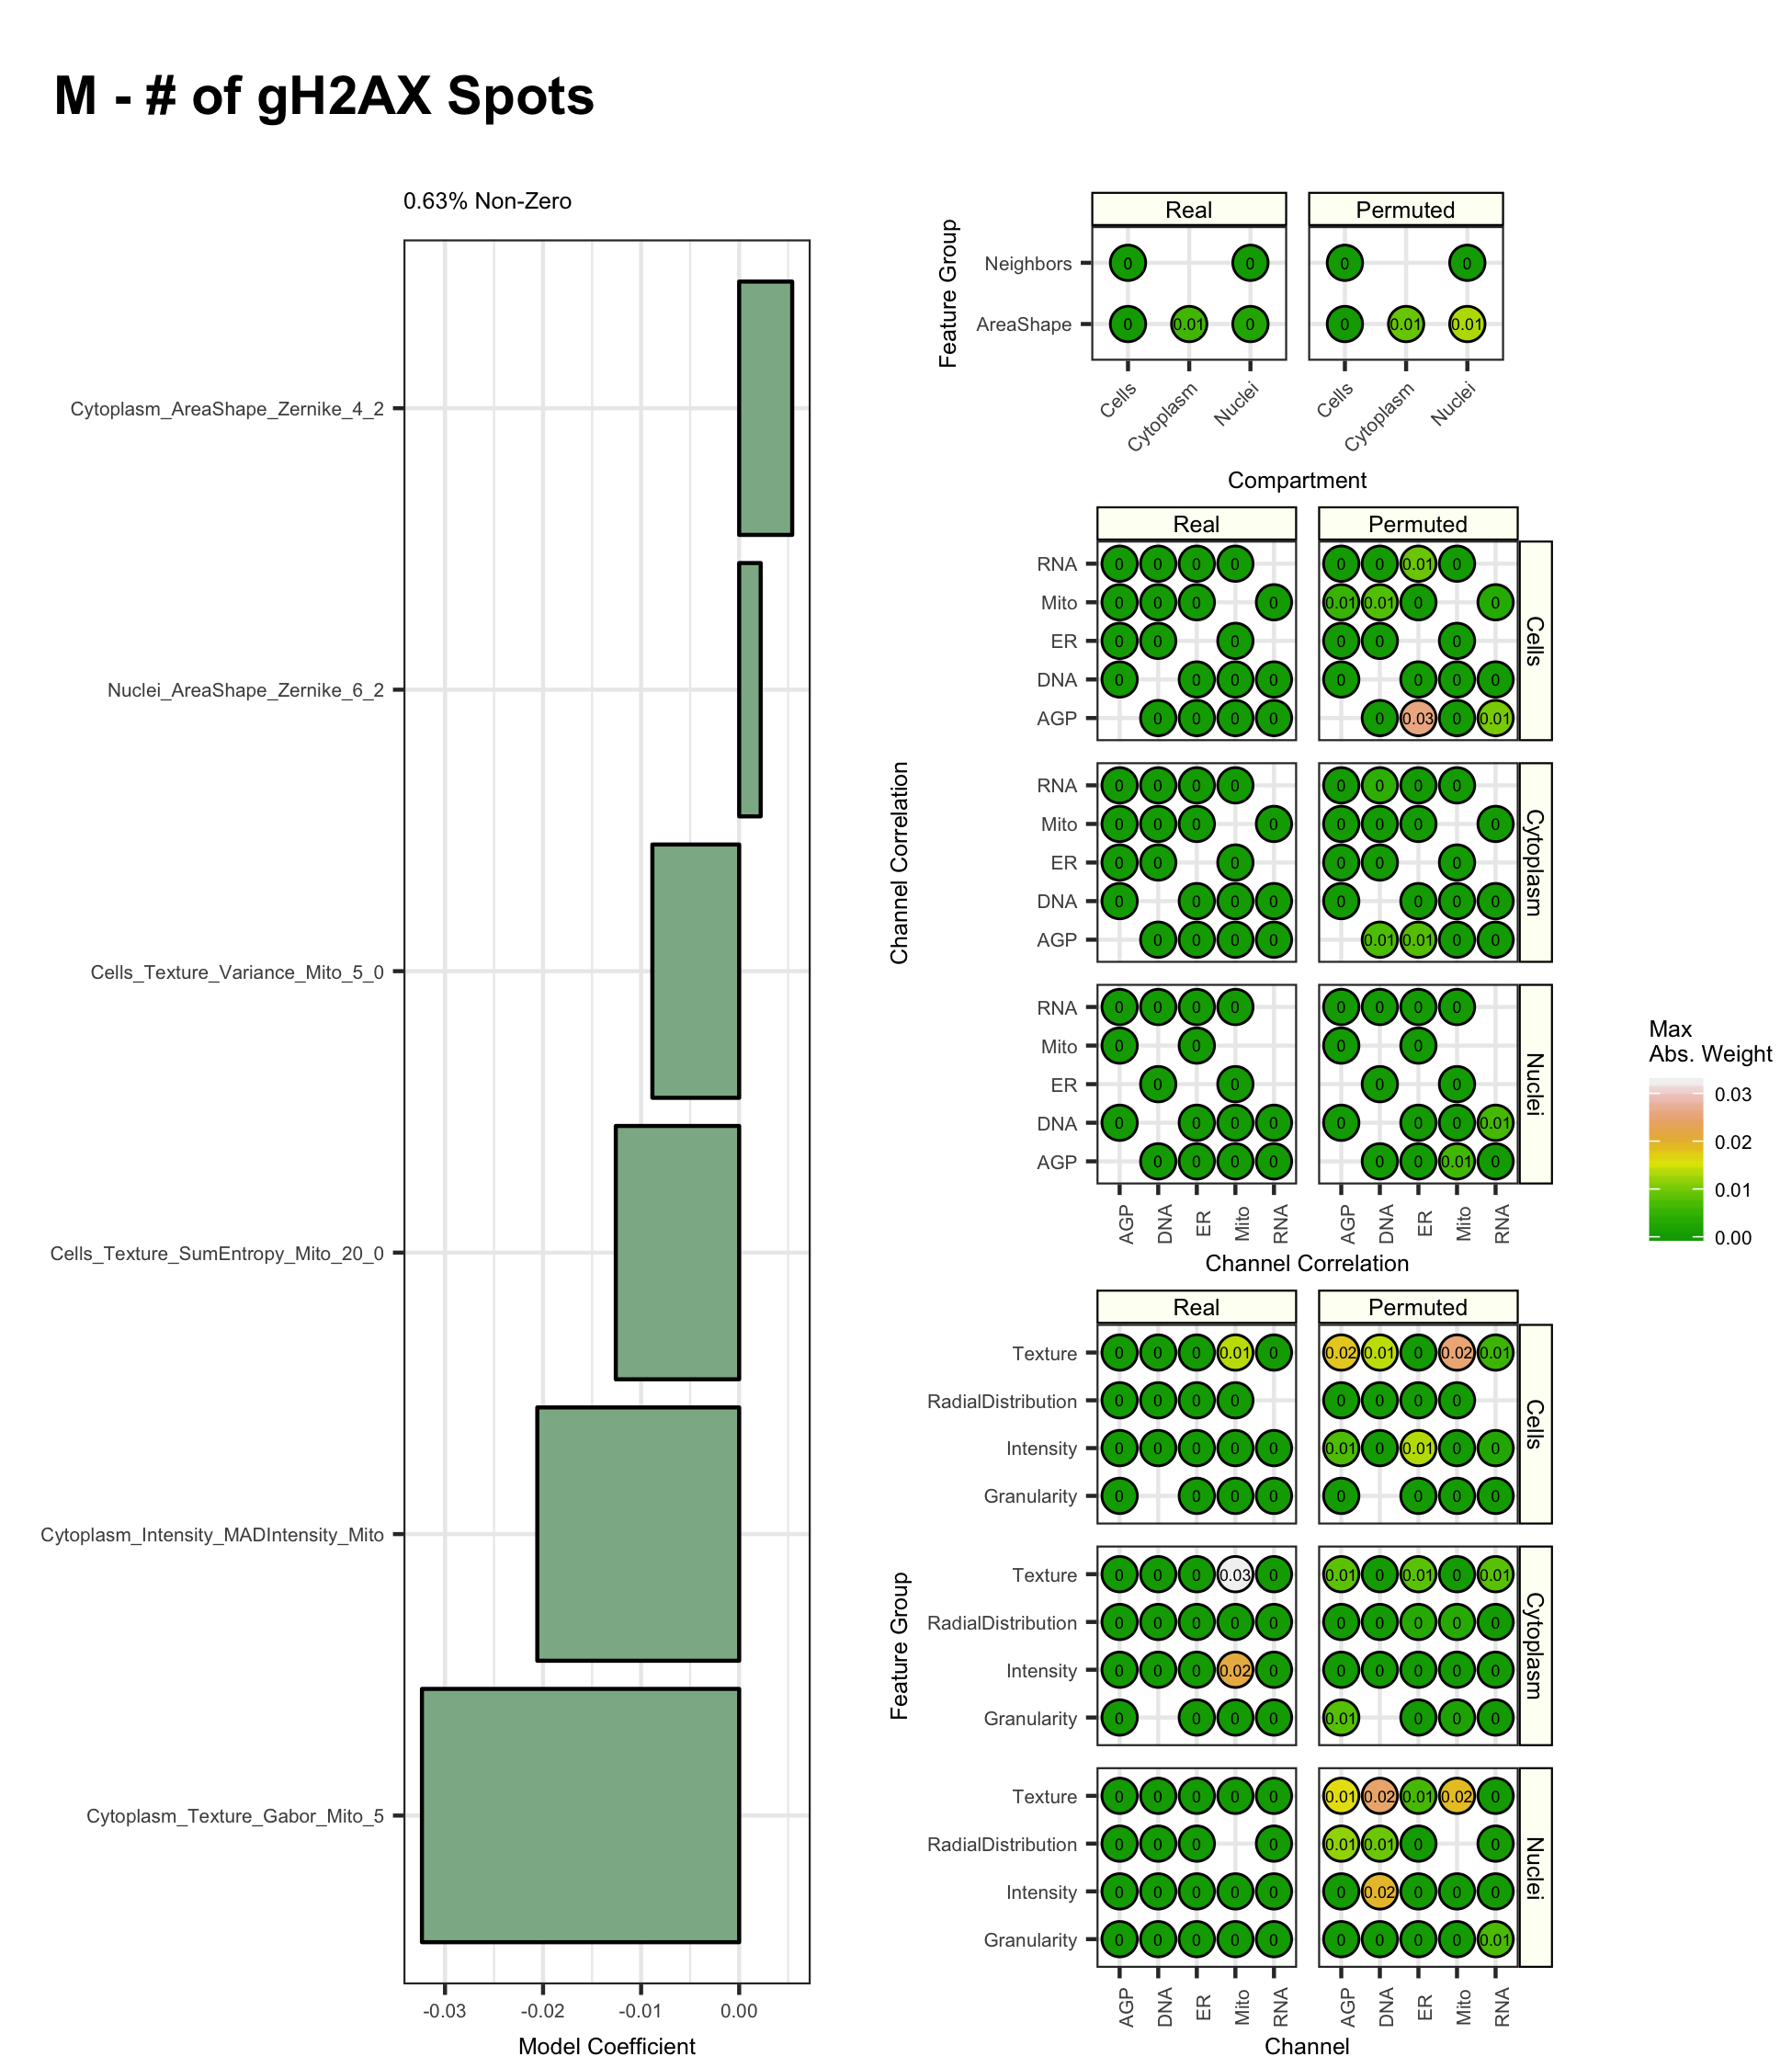 M - # of gH2AX Spots
0.63% Non-Zero
Cytoplasm_AreaShape_Zernike_4_2
Nuclei_AreaShape_Zernike_6_2
Cells_Texture_Variance_Mito_5_0
Cells_Texture_SumEntropy_Mito_20_0
Cytoplasm_Intensity_MADIntensity_Mito
Cytoplasm_Texture_Gabor_Mito_5
-0.03 -0.02 -0.01 0.00
Model Coefficient
Real Permuted
Feature Group
Neighbors 0 0 0 0
AreaShape 0 0.01 0 0 0.01 0.01
Cells Cytoplasm Nuclei Cells Cytoplasm Nuclei
Compartment
Real Permuted
Channel Correlation
RNA 0 0 0 0 0 0 0.01 0
Mito 0 0 0 0 0.01 0.01 0 0
ER 0 0 0 0 0 0
DNA 0 0 0 0 0 0 0 0
AGP 0 0 0 0 0 0.03 0 0.01
Cells
RNA 0 0 0 0 0 0 0 0
Mito 0 0 0 0 0 0 0 0
ER 0 0 0 0 0 0
DNA 0 0 0 0 0 0 0 0
AGP 0 0 0 0 0.01 0.01 0 0
Cytoplasm
RNA 0 0 0 0 0 0 0 0
Mito 0 0 0 0
ER 0 0 0 0
DNA 0 0 0 0 0 0 0 0.01
AGP 0 0 0 0 0 0 0.01 0
Nuclei
AGP DNA ER Mito RNA AGP DNA ER Mito RNA
Channel Correlation
Real Permuted
Feature Group
Texture 0 0 0 0.01 0 0.02 0.01 0 0.02 0.01
RadialDistribution 0 0 0 0 0 0 0 0
Intensity 0 0 0 0 0 0.01 0 0.01 0 0
Granularity 0 0 0 0 0 0 0 0
Cells
Texture 0 0 0 0.03 0 0.01 0 0.01 0 0.01
RadialDistribution 0 0 0 0 0 0 0 0 0 0
Intensity 0 0 0 0.02 0 0 0 0 0 0
Granularity 0 0 0 0 0.01 0 0 0
Cytoplasm
Texture 0 0 0 0 0 0.01 0.02 0.01 0.02 0
RadialDistribution 0 0 0 0 0.01 0.01 0 0
Intensity 0 0 0 0 0 0 0.02 0 0 0
Granularity 0 0 0 0 0 0 0 0 0 0.01
Nuclei
AGP DNA ER Mito RNA AGP DNA ER Mito RNA
Channel
Max
Abs. Weight
0.03
0.02
0.01
0.00